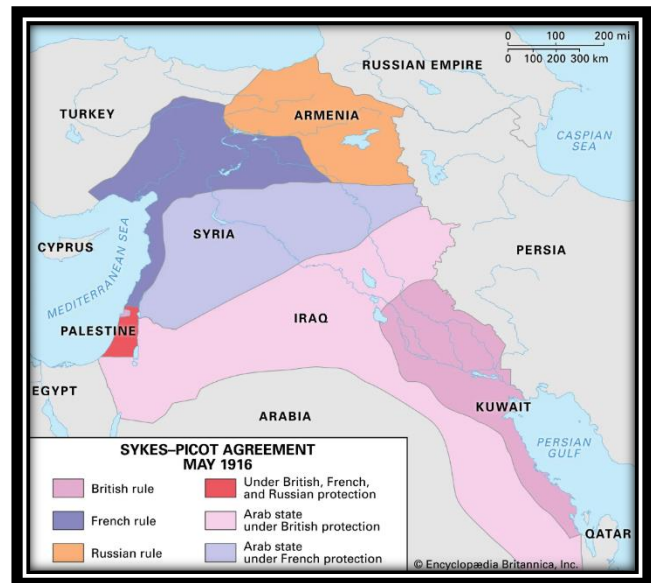 0 100 200 mi
0 100 200 300 km
RUSSIAN EMPIRE
TURKEY
ARMENIA
CASPIAN
SEA
CYPRUS
MEDITERRANEAN SEA
SYRIA
PERSIA
PALESTINE
IRAQ
EGYPT
ARABIA
KUWAIT
PERSIAN
GULF
QATAR
SYKES–PICOT AGREEMENT
MAY 1916
British rule
French rule
Russian rule
Under British, French,
and Russian protection
Arab state
under British protection
Arab state
under French protection
© Encyclopædia Britannica, Inc.